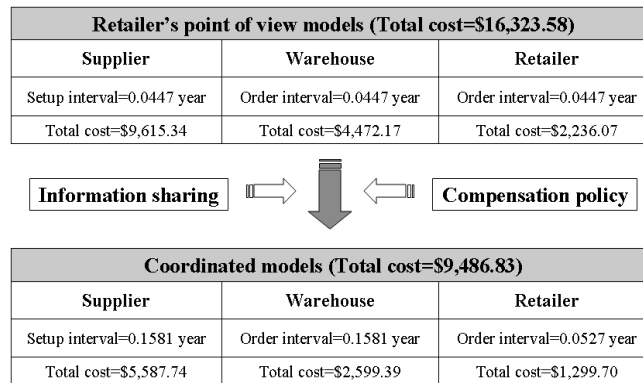 Retailer's point of view models (Total cost=$16,323.58)
Supplier Warehouse Retailer
Setup interval=0.0447 year Order interval=0.0447 year Order interval=0.0447 year
Total cost=$9,615.34 Total cost=$4,472.17 Total cost=$2,236.07
Information sharing Compensation policy
Coordinated models (Total cost=$9,486.83)
Supplier Warehouse Retailer
Setup interval=0.1581 year Order interval=0.1581 year Order interval=0.0527 year
Total cost=$5,587.74 Total cost=$2,599.39 Total cost=$1,299.70